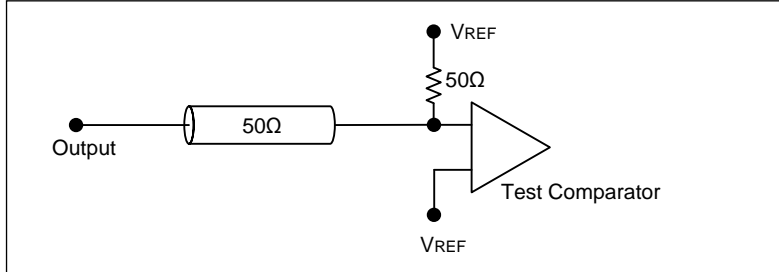 VREF
50Ω
50Ω
Output
Test Comparator
VREF